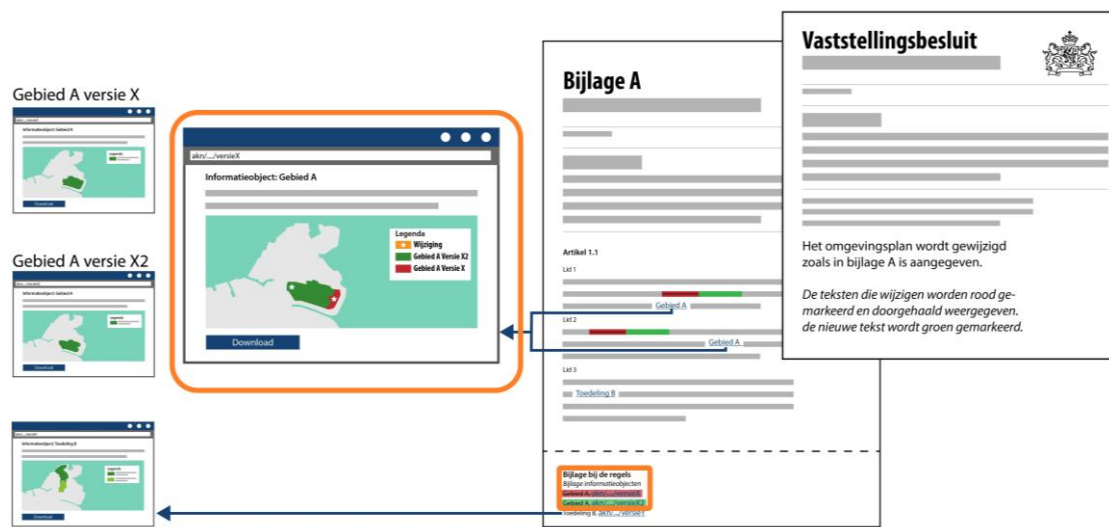 Gebied A versie X
Informatieobject: Gebied A
Legenda
Download
Gebied A versie X2
Informatieobject: Gebied A
Legenda
Download
Informatieobject: Toedeling B
Legenda
Download
akn/..../versieX
Informatieobject: Gebied A
Legenda
Wijziging
Gebied A Versie X2
Gebied A Versie X
Download
Bijlage A
Artikel 1.1
Lid 1
Gebied A
Lid 2
Gebied A
Lid 3
Toedeling B
Bijlage bij de regels
Bijlage informatieobjecten
Gebied A, akn/..../versieX
Gebied A, akn/..../versieX2
Toedeling B, akn/..../versieY
Vaststellingsbesluit
Het omgevingsplan wordt gewijzigd
zoals in bijlage A is aangegeven.
De teksten die wijzigen worden rood ge-
markeerd en doorgehaald weergegeven.
de nieuwe tekst wordt groen gemarkeerd.